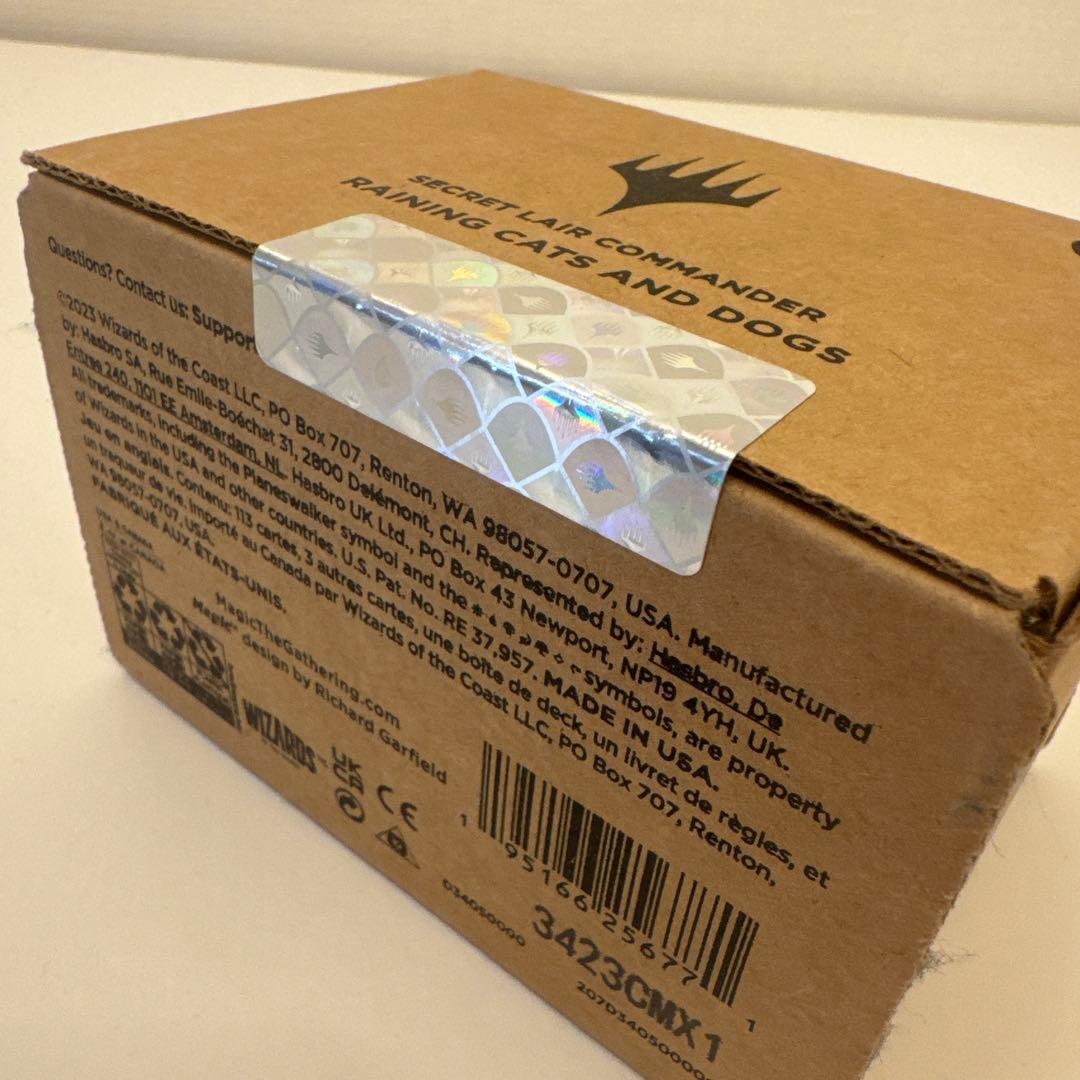 SECRET LAIR COMMANDER
RAINING CATS AND DOGS
Questions? Contact us: Suppor
©2023 Wizards of the Coast LLC, PO Box 707, Renton, WA 98057-0707, USA. Manufactured
by: Hasbro SA, Rue Emile-Boéchat 31, 2800 Delémont, CH. Represented by: Hasbro, De
Entree 240, 1101 EE Amsterdam, NL. Hasbro UK Ltd., PO Box 43 Newport, NP19 4YH, UK.
All trademarks, including the Planeswalker symbol and the symbols, are property
of Wizards in the USA and other countries. U.S. Pat. No. RE 37,957. MADE IN USA.
Jeu en anglais. Contenu: 113 cartes, 3 autres cartes, une boîte de deck, un livret de règles, et
un traqueur de vie. Importé au Canada par Wizards of the Coast LLC, PO Box 707, Renton,
WA 98057-0707, USA.
FABRIQUÉ AUX ÉTATS-UNIS.
MagicTheGathering.com
Magic™ design by Richard Garfield
WIZARDS
UK
CA
CE
1 95166 25677 1
D34050000
3423CMX1